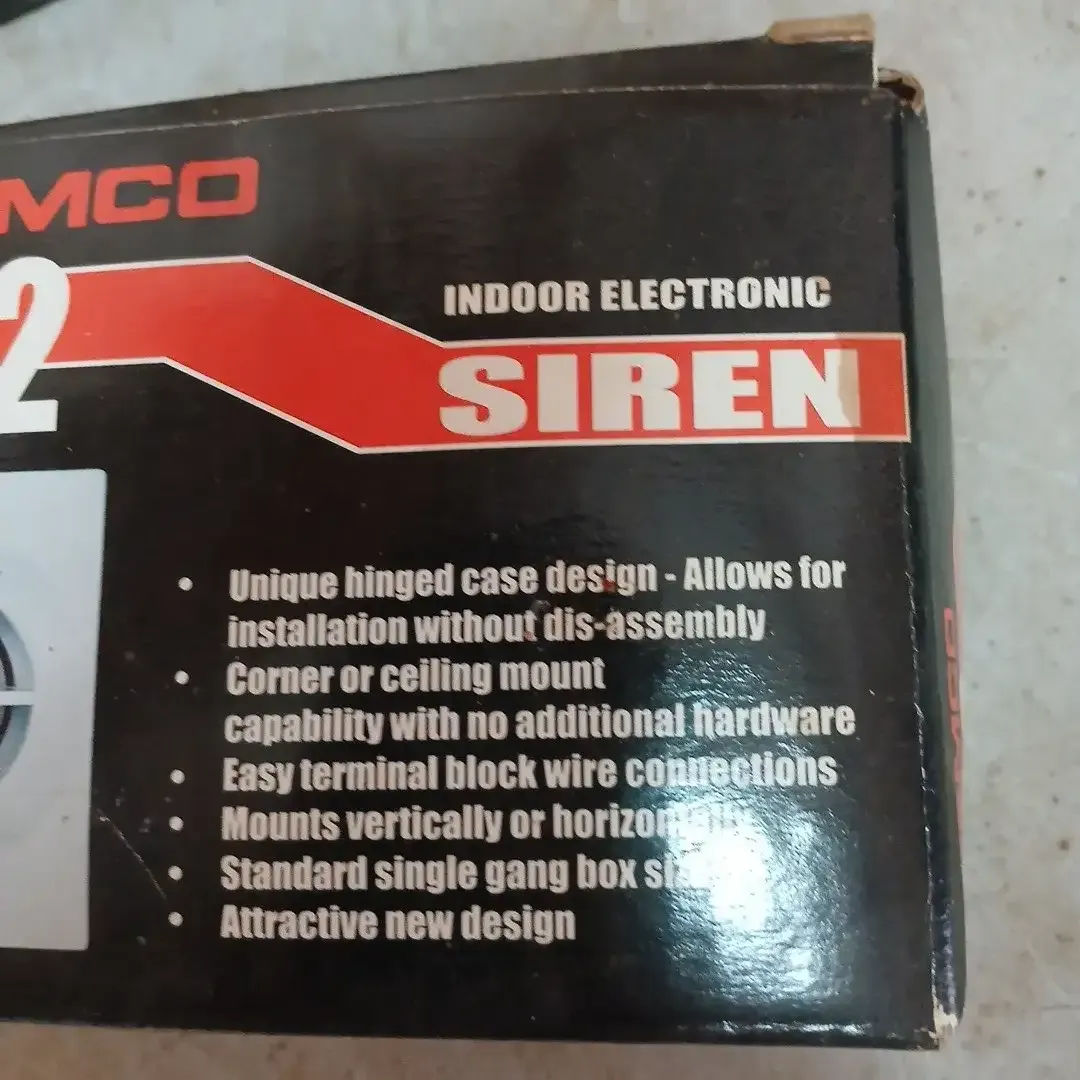 MCO
2
INDOOR ELECTRONIC
SIREN
• Unique hinged case design - Allows for
installation without dis-assembly
• Corner or ceiling mount
capability with no additional hardware
• Easy terminal block wire connections
• Mounts vertically or horizontally
• Standard single gang box size
• Attractive new design